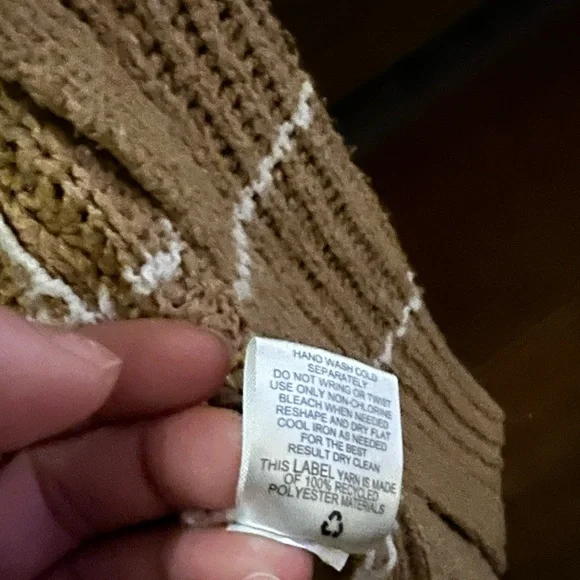 HAND WASH COLD
SEPARATELY
DO NOT WRING OR TWIST
USE ONLY NON-CHLORINE
BLEACH WHEN NEEDED
RESHAPE AND DRY FLAT
COOL IRON AS NEEDED
FOR THE BEST
RESULT DRY CLEAN
THIS LABEL YARN IS MADE
OF 100% RECYCLED
POLYESTER MATERIALS